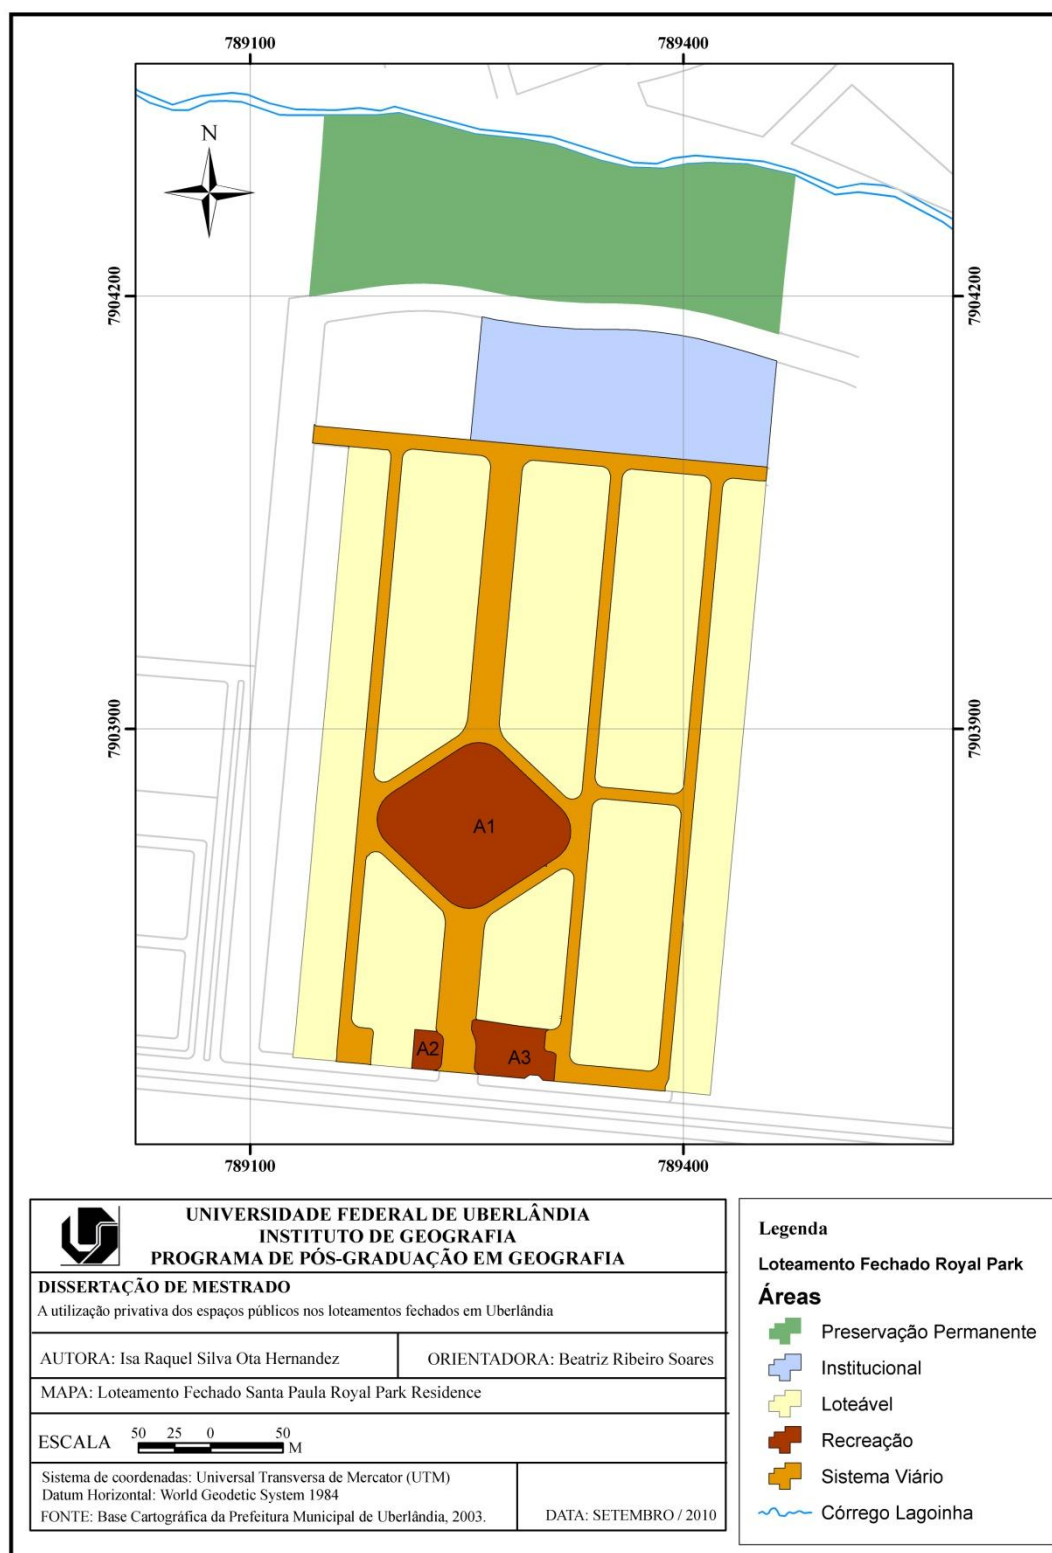 789100 789400
N
7904200 7904200
7903900 7903900
A1
A2 A3
789100 789400
UNIVERSIDADE FEDERAL DE UBERLÂNDIA
INSTITUTO DE GEOGRAFIA
PROGRAMA DE PÓS-GRADUAÇÃO EM GEOGRAFIA
DISSERTAÇÃO DE MESTRADO
A utilização privativa dos espaços públicos nos loteamentos fechados em Uberlândia
AUTORA: Isa Raquel Silva Ota Hernandez ORIENTADORA: Beatriz Ribeiro Soares
MAPA: Loteamento Fechado Santa Paula Royal Park Residence
ESCALA 50 25 0 50 M
Sistema de coordenadas: Universal Transversa de Mercator (UTM)
Datum Horizontal: World Geodetic System 1984
FONTE: Base Cartográfica da Prefeitura Municipal de Uberlândia, 2003. DATA: SETEMBRO / 2010
Legenda
Loteamento Fechado Royal Park
Áreas
Preservação Permanente
Institucional
Loteável
Recreação
Sistema Viário
Córrego Lagoinha